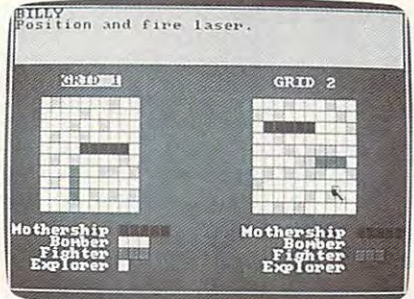 BILLY
Position and fire laser.
GRID 1
GRID 2
Mothership
Bomber
Fighter
Explorer
Mothership
Bomber
Fighter
Explorer